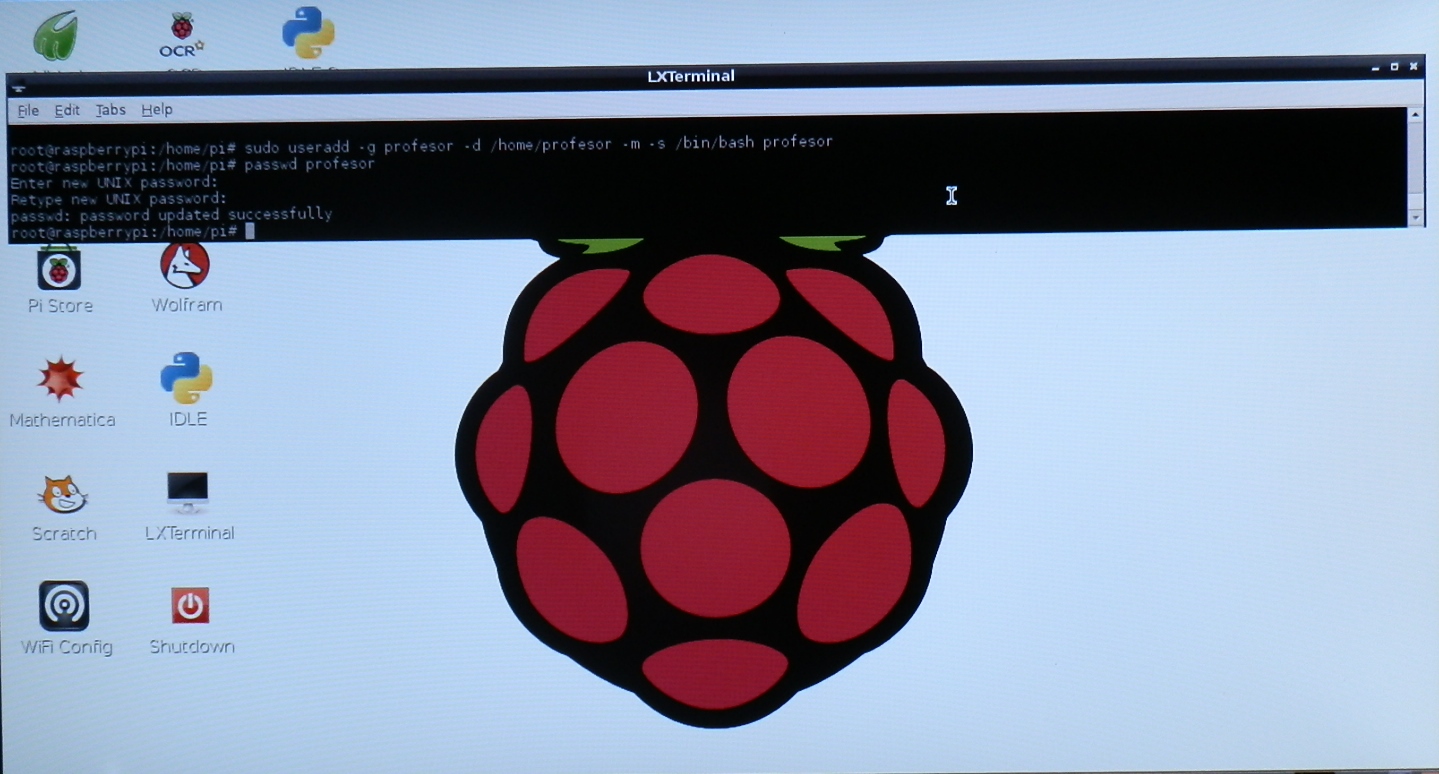 OCR
LXTerminal
File Edit Tabs Help
root@raspberrypi:/home/pi# sudo useradd -g profesor -d /home/profesor -m -s /bin/bash profesor
root@raspberrypi:/home/pi# passwd profesor
Enter new UNIX password:
Retype new UNIX password:
passwd: password updated successfully
root@raspberrypi:/home/pi#
Pi Store
Wolfram
Mathematica
IDLE
Scratch
LXTerminal
WiFi Config
Shutdown